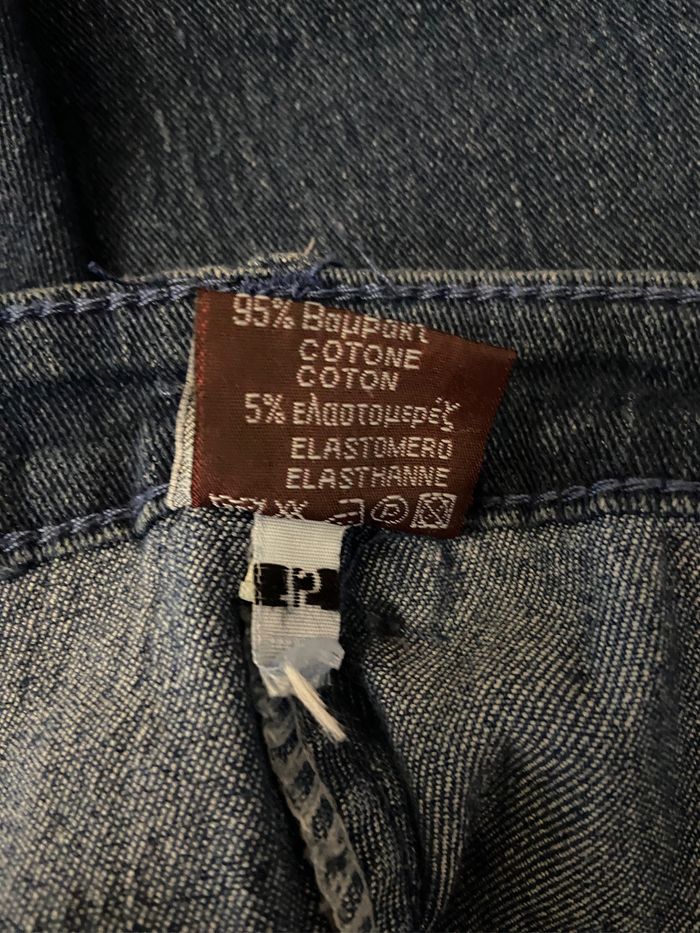 95% Βαμβάκι
COTONE
COTON
5% ελαστομερές
ELASTOMERO
ELASTHANNE
P